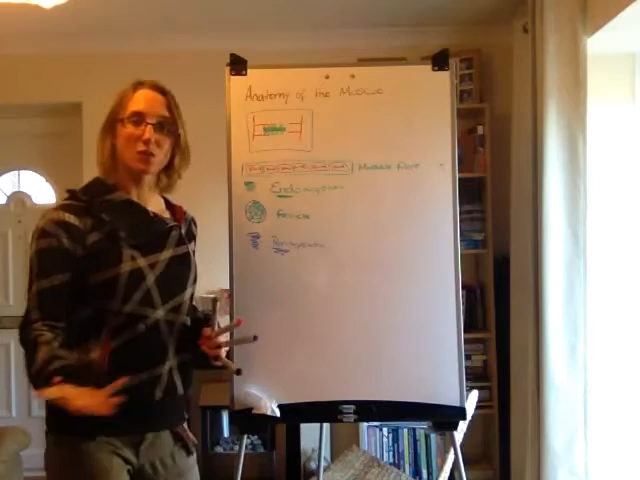 Anatomy of the Muscle
Muscle Fibre
Endomysium
Fascicle
Perimysium